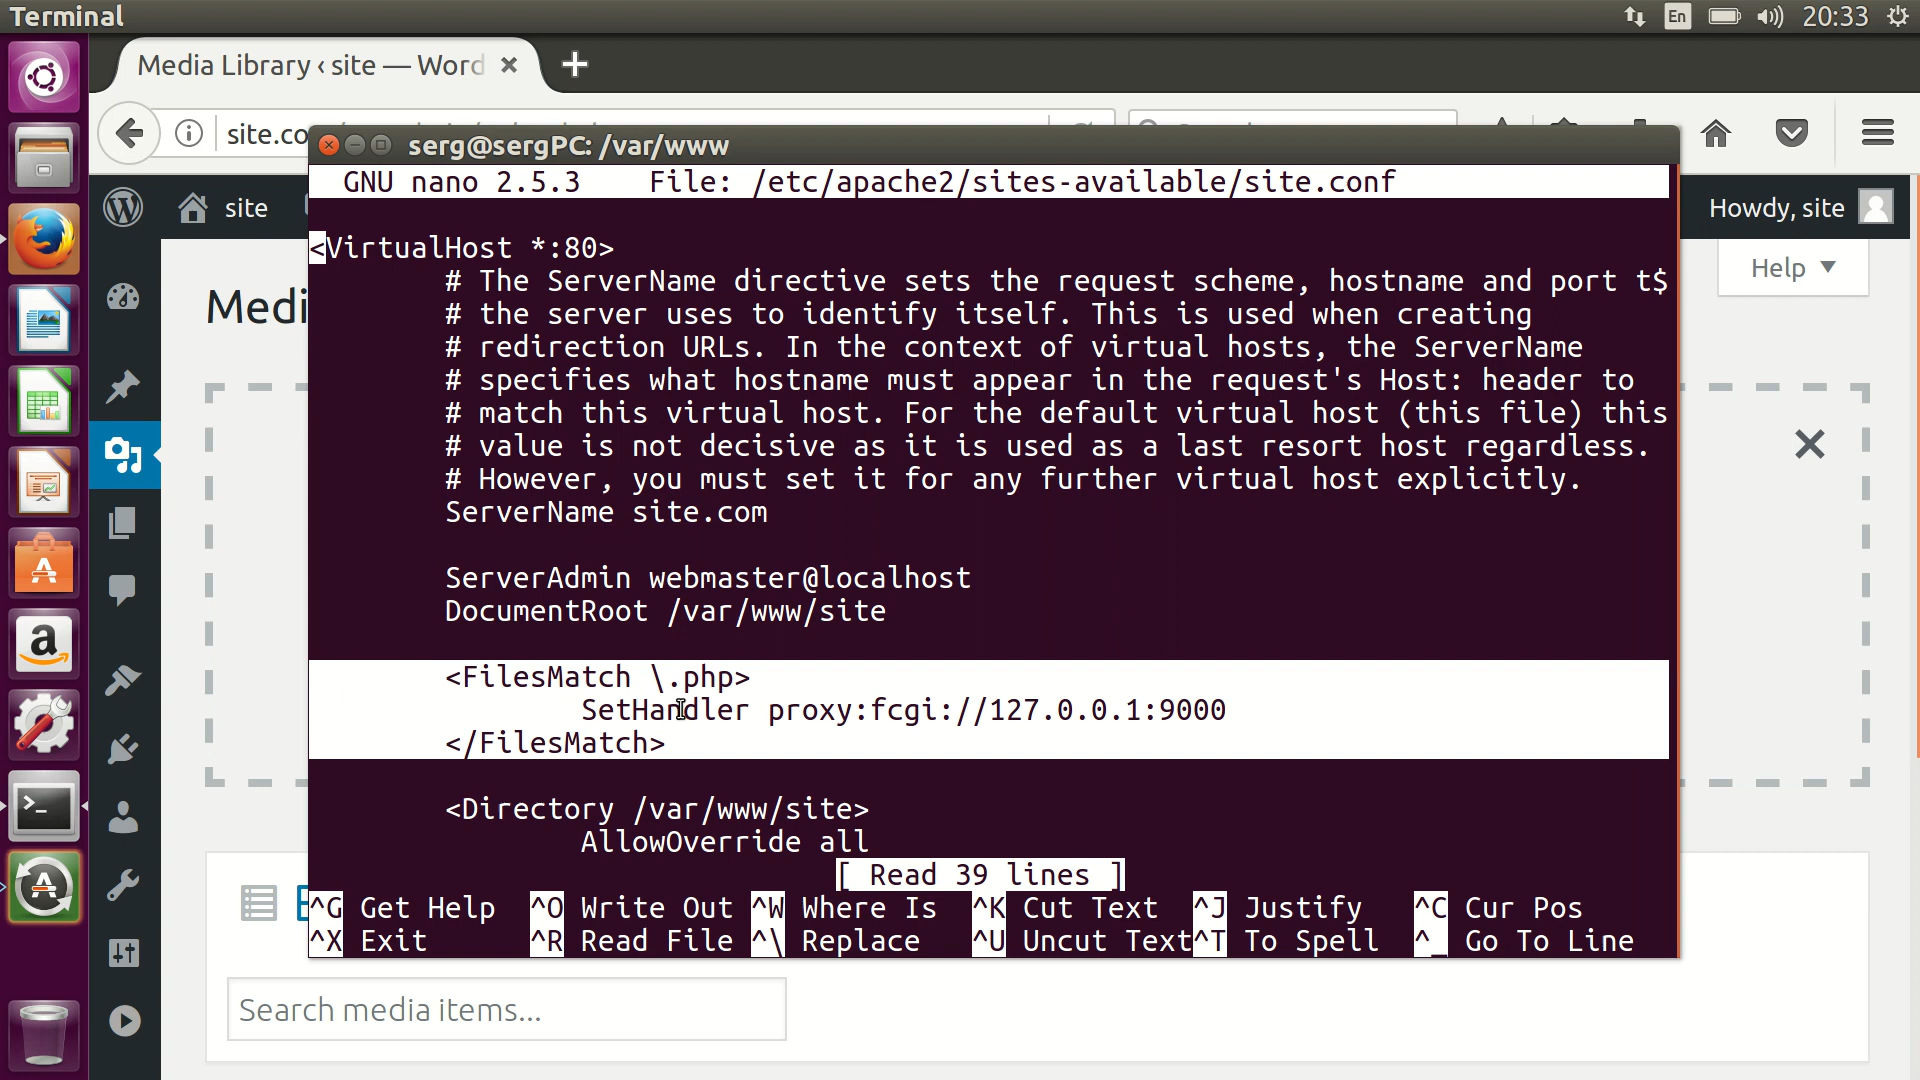 Terminal
En
20:33
Media Library ‹ site — Word
site.co
serg@sergPC: /var/www
GNU nano 2.5.3    File: /etc/apache2/sites-available/site.conf
site
Howdy, site
<VirtualHost *:80>
Help
# The ServerName directive sets the request scheme, hostname and port t$
Medi
# the server uses to identify itself. This is used when creating
# redirection URLs. In the context of virtual hosts, the ServerName
# specifies what hostname must appear in the request's Host: header to
# match this virtual host. For the default virtual host (this file) this
# value is not decisive as it is used as a last resort host regardless.
# However, you must set it for any further virtual host explicitly.
ServerName site.com
ServerAdmin webmaster@localhost
DocumentRoot /var/www/site
<FilesMatch \.php>
SetHandler proxy:fcgi://127.0.0.1:9000
</FilesMatch>
<Directory /var/www/site>
AllowOverride all
[ Read 39 lines ]
^G Get Help  ^O Write Out ^W Where Is  ^K Cut Text  ^J Justify  ^C Cur Pos
^X Exit  ^R Read File ^\ Replace  ^U Uncut Text^T To Spell  ^_ Go To Line
Search media items...